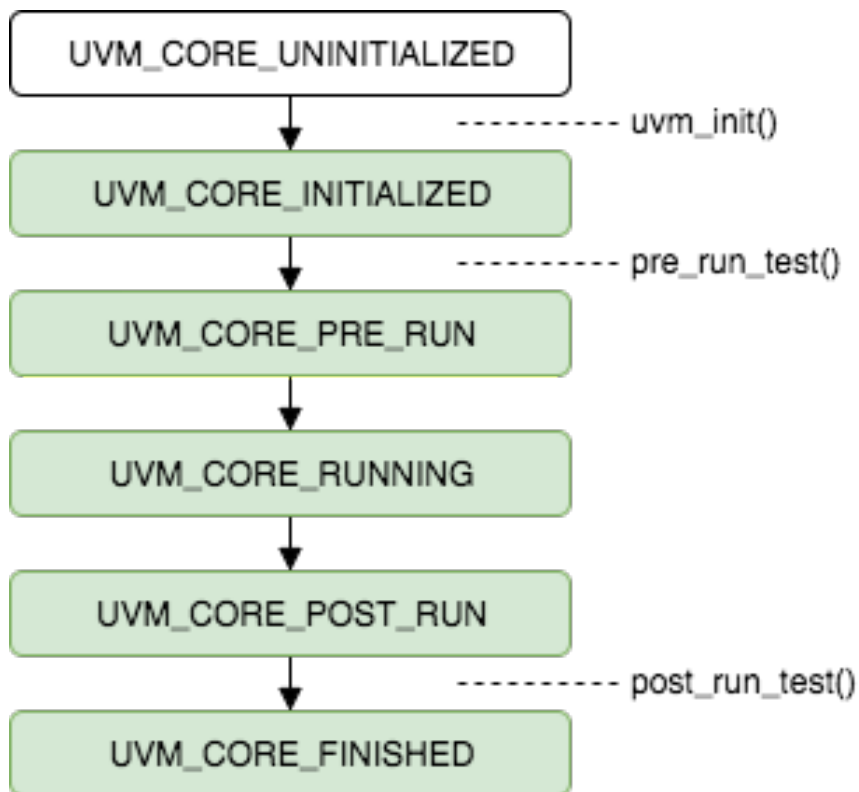 UVM_CORE_UNINITIALIZED
uvm_init()
UVM_CORE_INITIALIZED
pre_run_test()
UVM_CORE_PRE_RUN
UVM_CORE_RUNNING
UVM_CORE_POST_RUN
post_run_test()
UVM_CORE_FINISHED